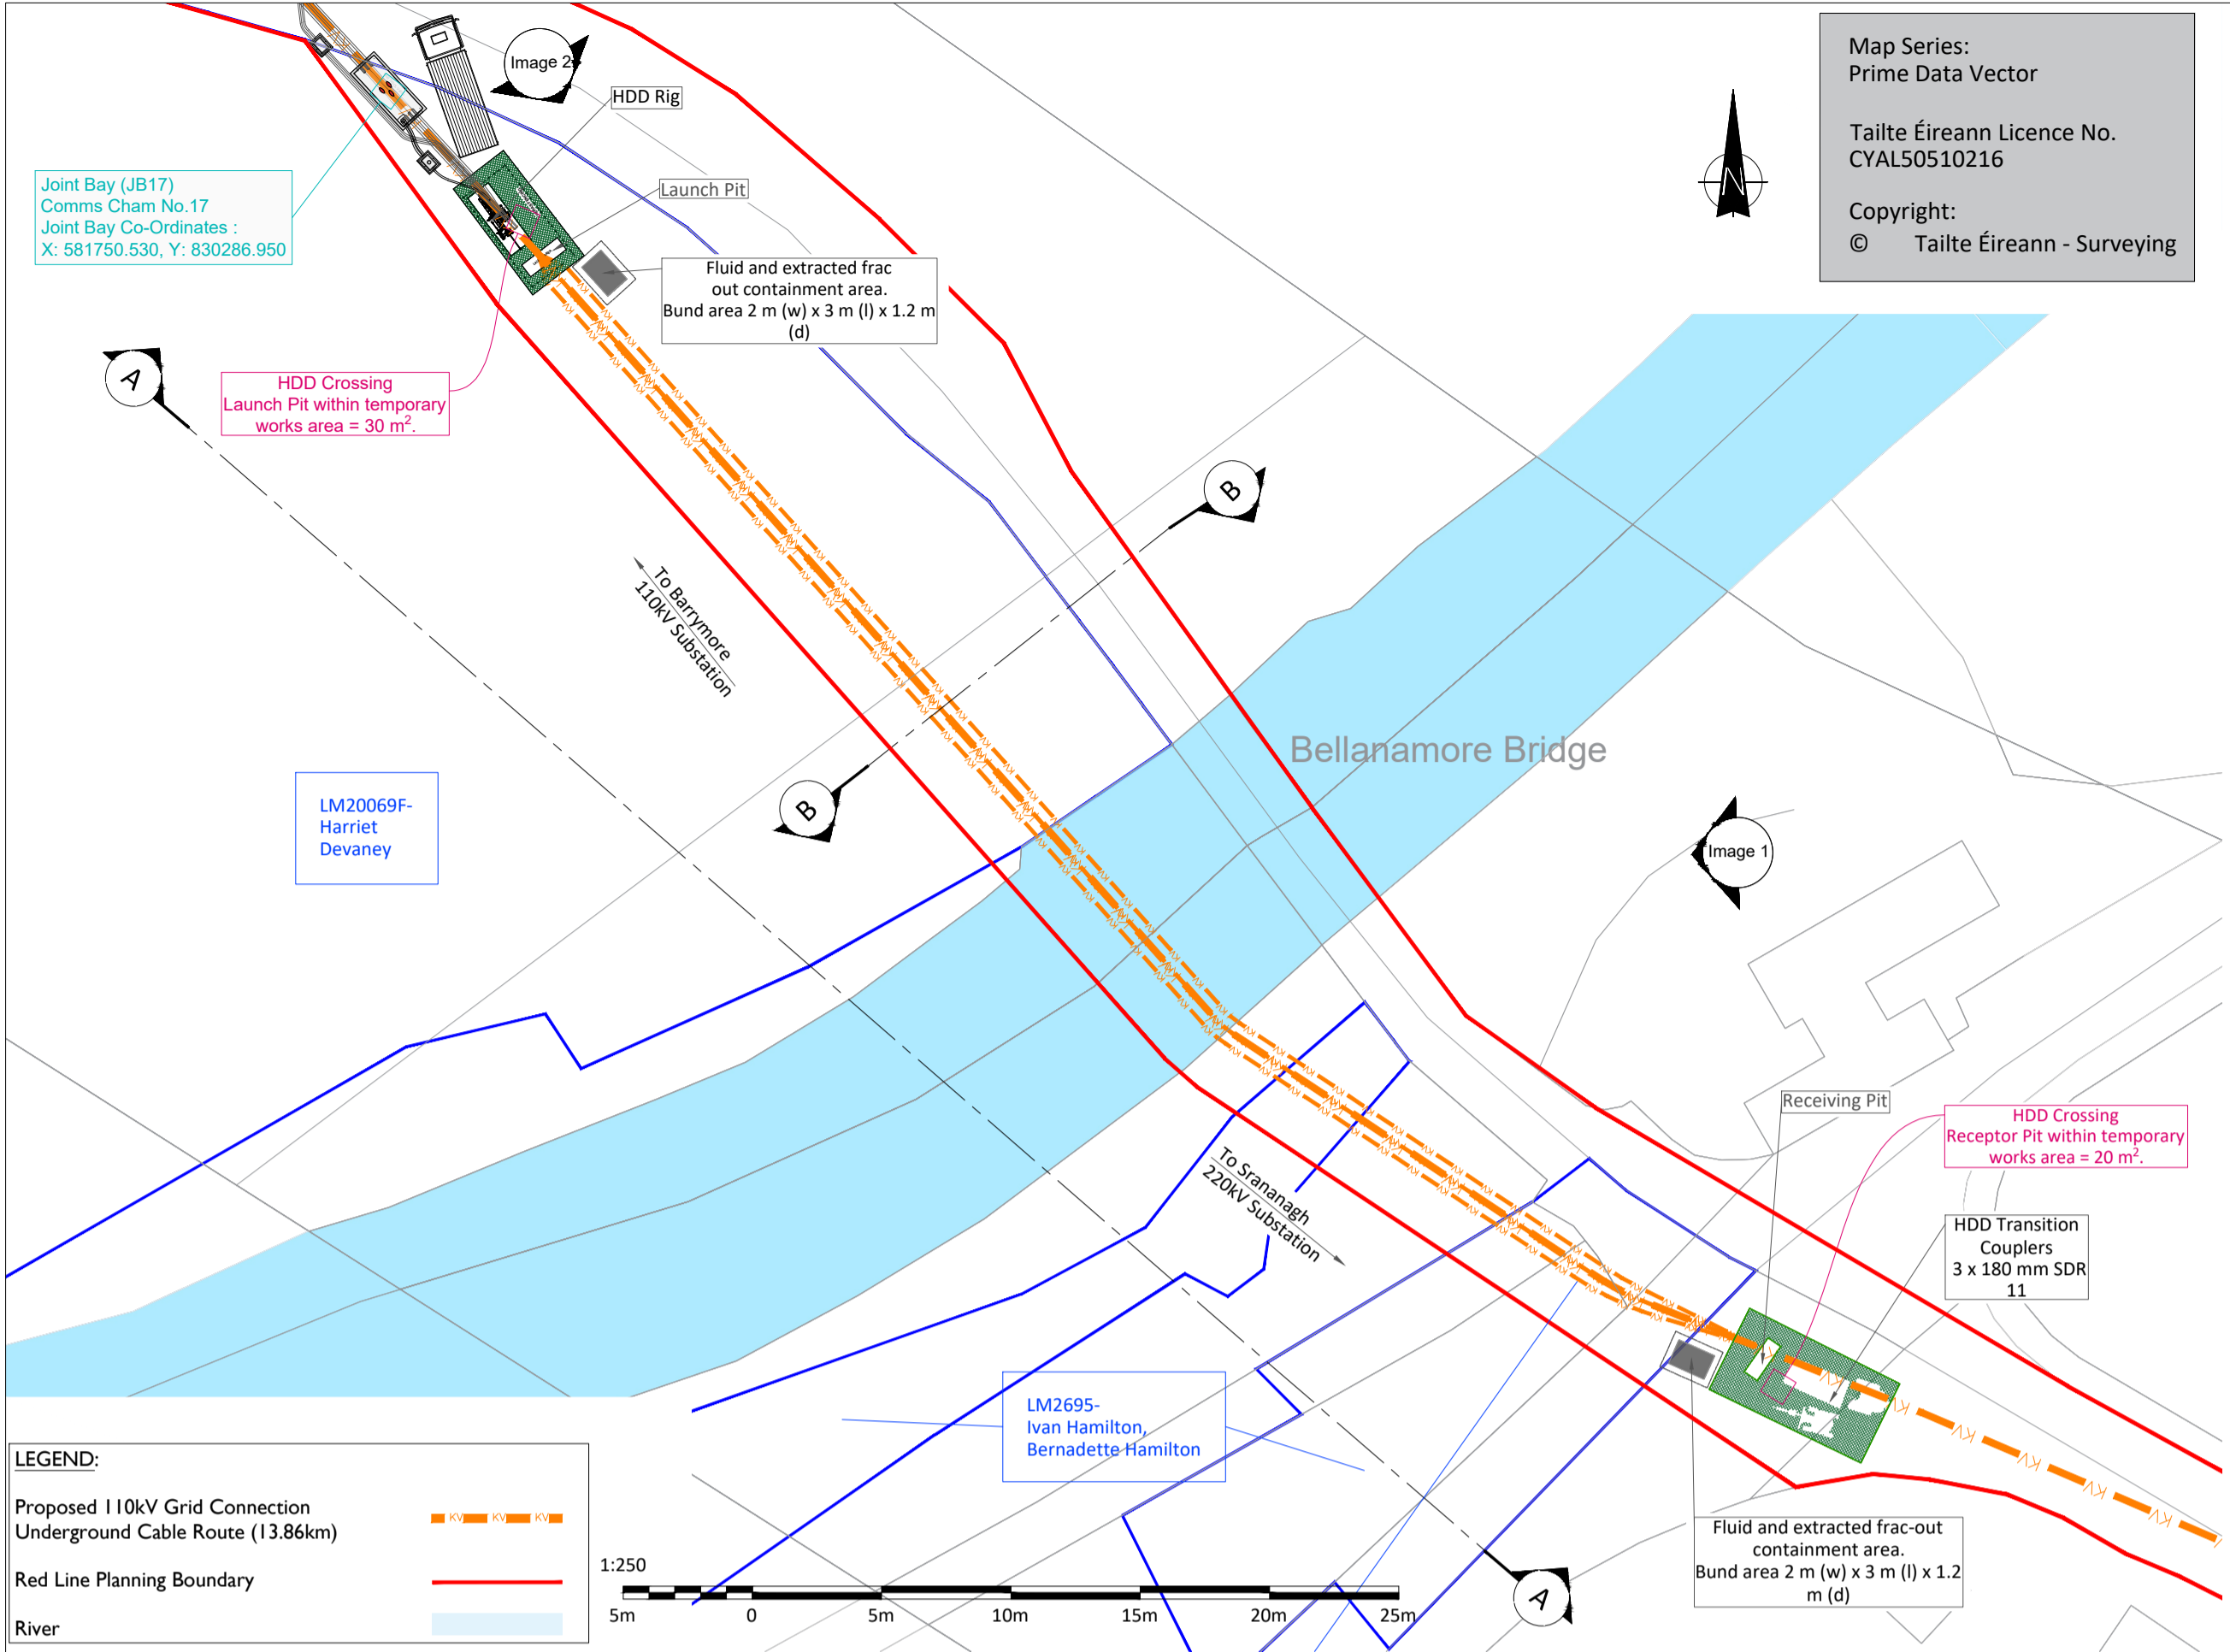 Map Series:
Prime Data Vector
Tailte Éireann Licence No.
CYAL50510216
Copyright:
© Tailte Éireann - Surveying
Image 2
HDD Rig
Launch Pit
Joint Bay (JB17)
Comms Cham No.17
Joint Bay Co-Ordinates :
X: 581750.530, Y: 830286.950
Fluid and extracted frac
out containment area.
Bund area 2 m (w) x 3 m (l) x 1.2 m
(d)
A
HDD Crossing
Launch Pit within temporary
works area = 30 m².
N
B
To Barrymore
110kV Substation
B
Bellanamore Bridge
LM20069F-
Harriet
Devaney
Image 1
Receiving Pit
HDD Crossing
Receptor Pit within temporary
works area = 20 m².
To Srananagh
220kV Substation
HDD Transition
Couplers
3 x 180 mm SDR
11
LM2695-
Ivan Hamilton,
Bernadette Hamilton
Fluid and extracted frac-out
containment area.
Bund area 2 m (w) x 3 m (l) x 1.2
m (d)
A
LEGEND:
Proposed 110kV Grid Connection
Underground Cable Route (13.86km)
KV KV KV
Red Line Planning Boundary
River
1:250
5m 0 5m 10m 15m 20m 25m